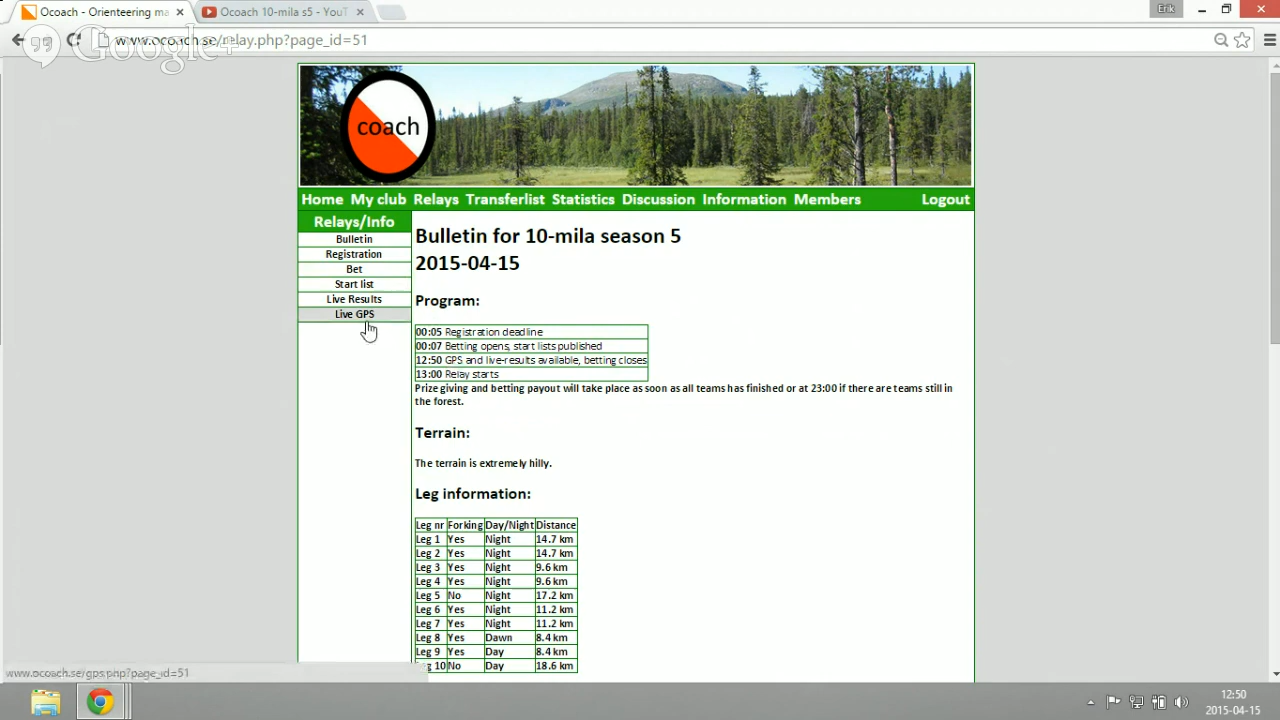 Ocoach - Orienteering ma
Ocoach 10-mila s5 - YouT
Erik
Google+
www.ocoach.se/relay.php?page_id=51
coach
Home My club Relays Transferlist Statistics Discussion Information Members Logout
Relays/Info
Bulletin
Registration
Bet
Start list
Live Results
Live GPS
Bulletin for 10-mila season 5
2015-04-15
Program:
00:05 Registration deadline
00:07 Betting opens, start lists published
12:50 GPS and live-results available, betting closes
13:00 Relay starts
Prize giving and betting payout will take place as soon as all teams has finished or at 23:00 if there are teams still in
the forest.
Terrain:
The terrain is extremely hilly.
Leg information:
Leg nr Forking Day/Night Distance
Leg 1 Yes Night 14.7 km
Leg 2 Yes Night 14.7 km
Leg 3 Yes Night 9.6 km
Leg 4 Yes Night 9.6 km
Leg 5 No Night 17.2 km
Leg 6 Yes Night 11.2 km
Leg 7 Yes Night 11.2 km
Leg 8 Yes Dawn 8.4 km
Leg 9 Yes Day 8.4 km
eg 10 No Day 18.6 km
www.ocoach.se/gps.php?page_id=51
12:50
2015-04-15